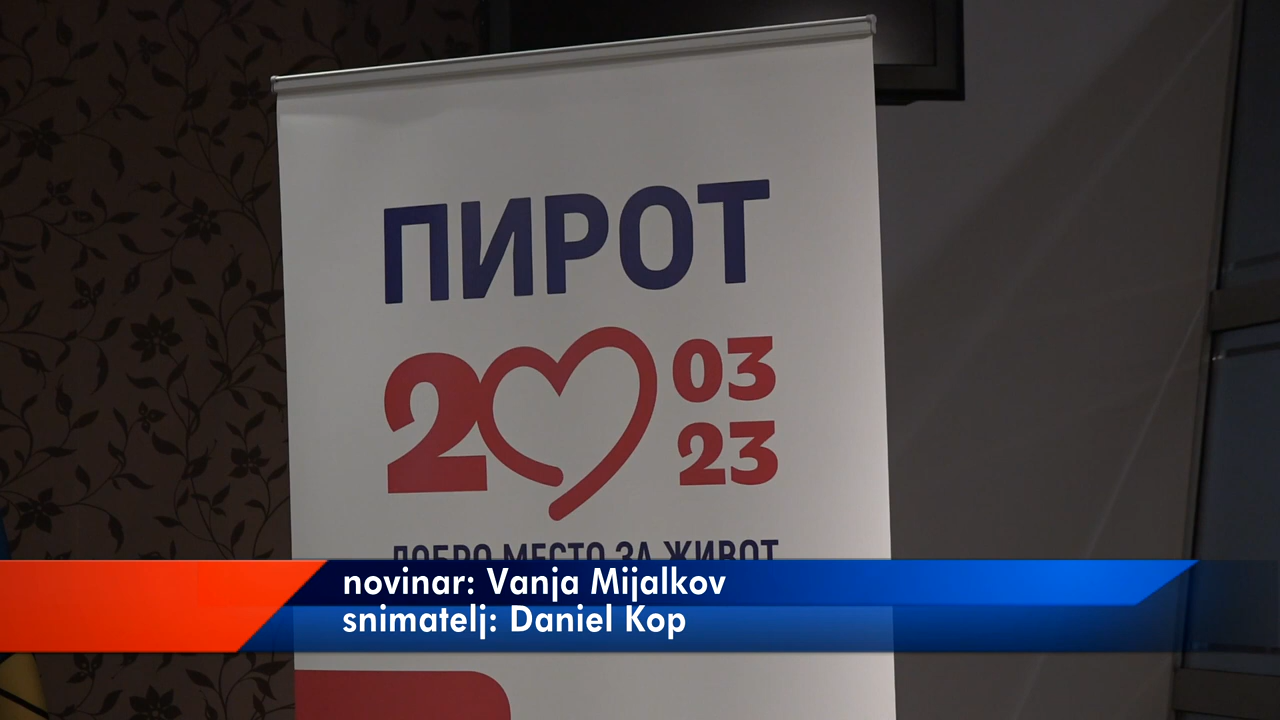 ПИРОТ
20 03
23
ДОБРО МЕСТО ЗА ЖИВОТ
novinar: Vanja Mijalkov
snimatelj: Daniel Kop